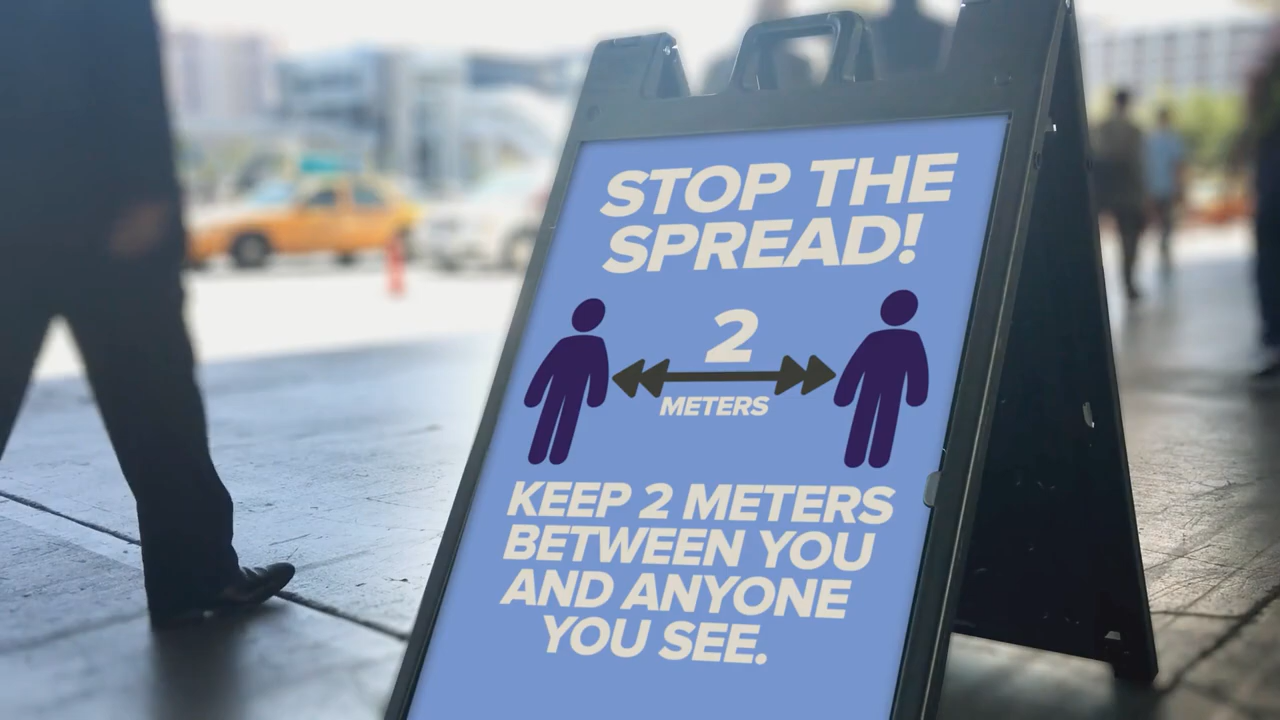 STOP THE
SPREAD!
2
METERS
KEEP 2 METERS
BETWEEN YOU
AND ANYONE
YOU SEE.